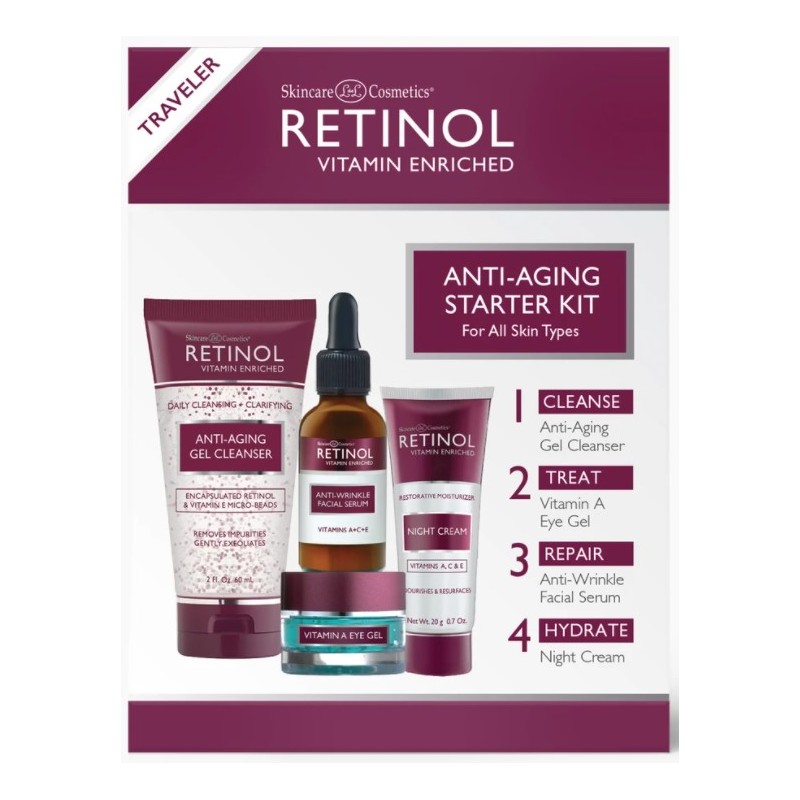 TRAVELER
Skincare L&L Cosmetics®
RETINOL
VITAMIN ENRICHED
ANTI-AGING
STARTER KIT
For All Skin Types
1 CLEANSE
Anti-Aging
Gel Cleanser
2 TREAT
Vitamin A
Eye Gel
3 REPAIR
Anti-Wrinkle
Facial Serum
4 HYDRATE
Night Cream
Skincare L&L Cosmetics®
RETINOL
VITAMIN ENRICHED
DAILY CLEANSING + CLARIFYING
ANTI-AGING
GEL CLEANSER
ENCAPSULATED RETINOL
& VITAMIN E MICRO-BEADS
REMOVES IMPURITIES
GENTLY EXFOLIATES
2 Fl. Oz. 60 mL
Skincare L&L Cosmetics®
RETINOL
VITAMIN ENRICHED
ANTI-WRINKLE
FACIAL SERUM
VITAMINS A+C+E
VITAMIN A EYE GEL
Skincare L&L Cosmetics®
RETINOL
VITAMIN ENRICHED
RESTORATIVE MOISTURIZER
NIGHT CREAM
VITAMINS A, C & E
NOURISHES & RESURFACES
Net Wt. 20 g 0.7 Oz.